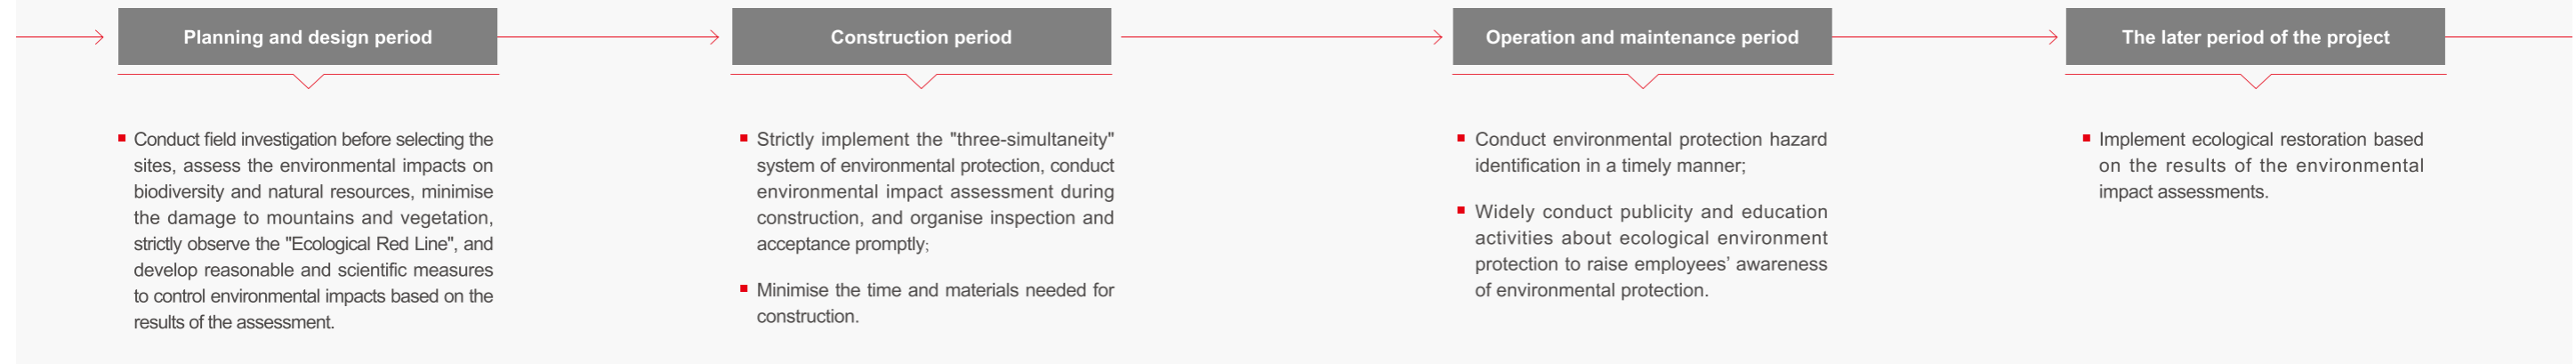 Planning and design period
Conduct field investigation before selecting the
sites, assess the environmental impacts on
biodiversity and natural resources, minimise
the damage to mountains and vegetation,
strictly observe the "Ecological Red Line", and
develop reasonable and scientific measures
to control environmental impacts based on the
results of the assessment.
Construction period
Strictly implement the "three-simultaneity"
system of environmental protection, conduct
environmental impact assessment during
construction, and organise inspection and
acceptance promptly;
Minimise the time and materials needed for
construction.
Operation and maintenance period
Conduct environmental protection hazard
identification in a timely manner;
Widely conduct publicity and education
activities about ecological environment
protection to raise employees’ awareness
of environmental protection.
The later period of the project
Implement ecological restoration based
on the results of the environmental
impact assessments.